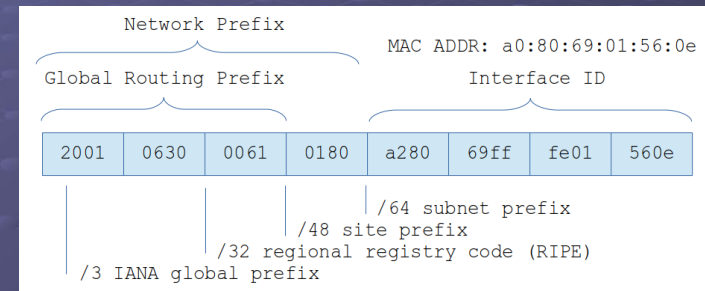 Network Prefix
MAC ADDR: a0:80:69:01:56:0e
Global Routing Prefix
Interface ID
2001 0630 0061 0180 a280 69ff fe01 560e
/64 subnet prefix
/48 site prefix
/32 regional registry code (RIPE)
/3 IANA global prefix